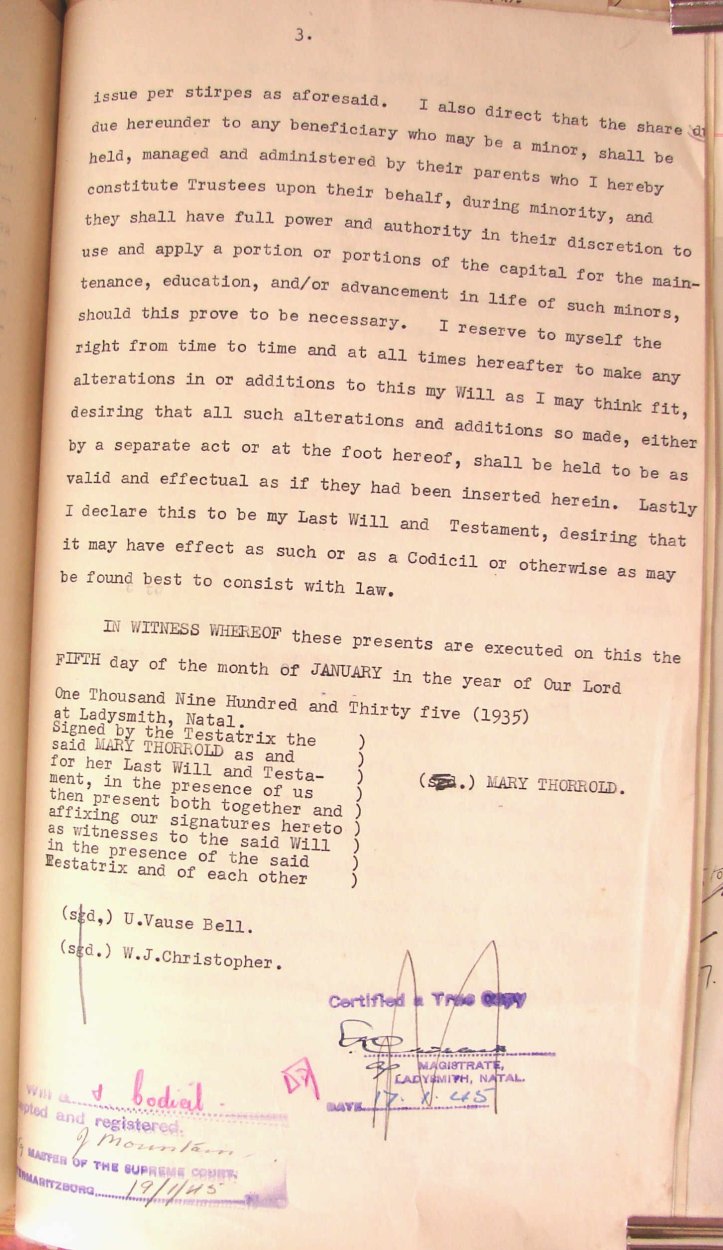 3.
issue per stirpes as aforesaid. I also direct that the share
due hereunder to any beneficiary who may be a minor, shall be
held, managed and administered by their parents who I hereby
constitute Trustees upon their behalf, during minority, and
they shall have full power and authority in their discretion to
use and apply a portion or portions of the capital for the main-
tenance, education, and/or advancement in life of such minors,
should this prove to be necessary. I reserve to myself the
right from time to time and at all times hereafter to make any
alterations in or additions to this my Will as I may think fit,
desiring that all such alterations and additions so made, either
by a separate act or at the foot hereof, shall be held to be as
valid and effectual as if they had been inserted herein. Lastly
I declare this to be my Last Will and Testament, desiring that
it may have effect as such or as a Codicil or otherwise as may
be found best to consist with law.
IN WITNESS WHEREOF these presents are executed on this the
FIFTH day of the month of JANUARY in the year of Our Lord
One Thousand Nine Hundred and Thirty five (1935)
at Ladysmith, Natal.
Signed by the Testatrix the )
said MARY THORROLD as and )
for her Last Will and Testa- )
ment, in the presence of us )
then present both together and )
affixing our signatures hereto )
as witnesses to the said Will )
in the presence of the said )
Testatrix and of each other )
(sgd.) MARY THORROLD.
(sgd,) U.Vause Bell.
(sgd.) W.J.Christopher.
Certified a True Copy
MAGISTRATE,
LADYSMITH, NATAL.
DATE 17.1.45
Will & Codicil
and registered.
J Mountain
MASTER OF THE SUPREME COURT,
19/1/45